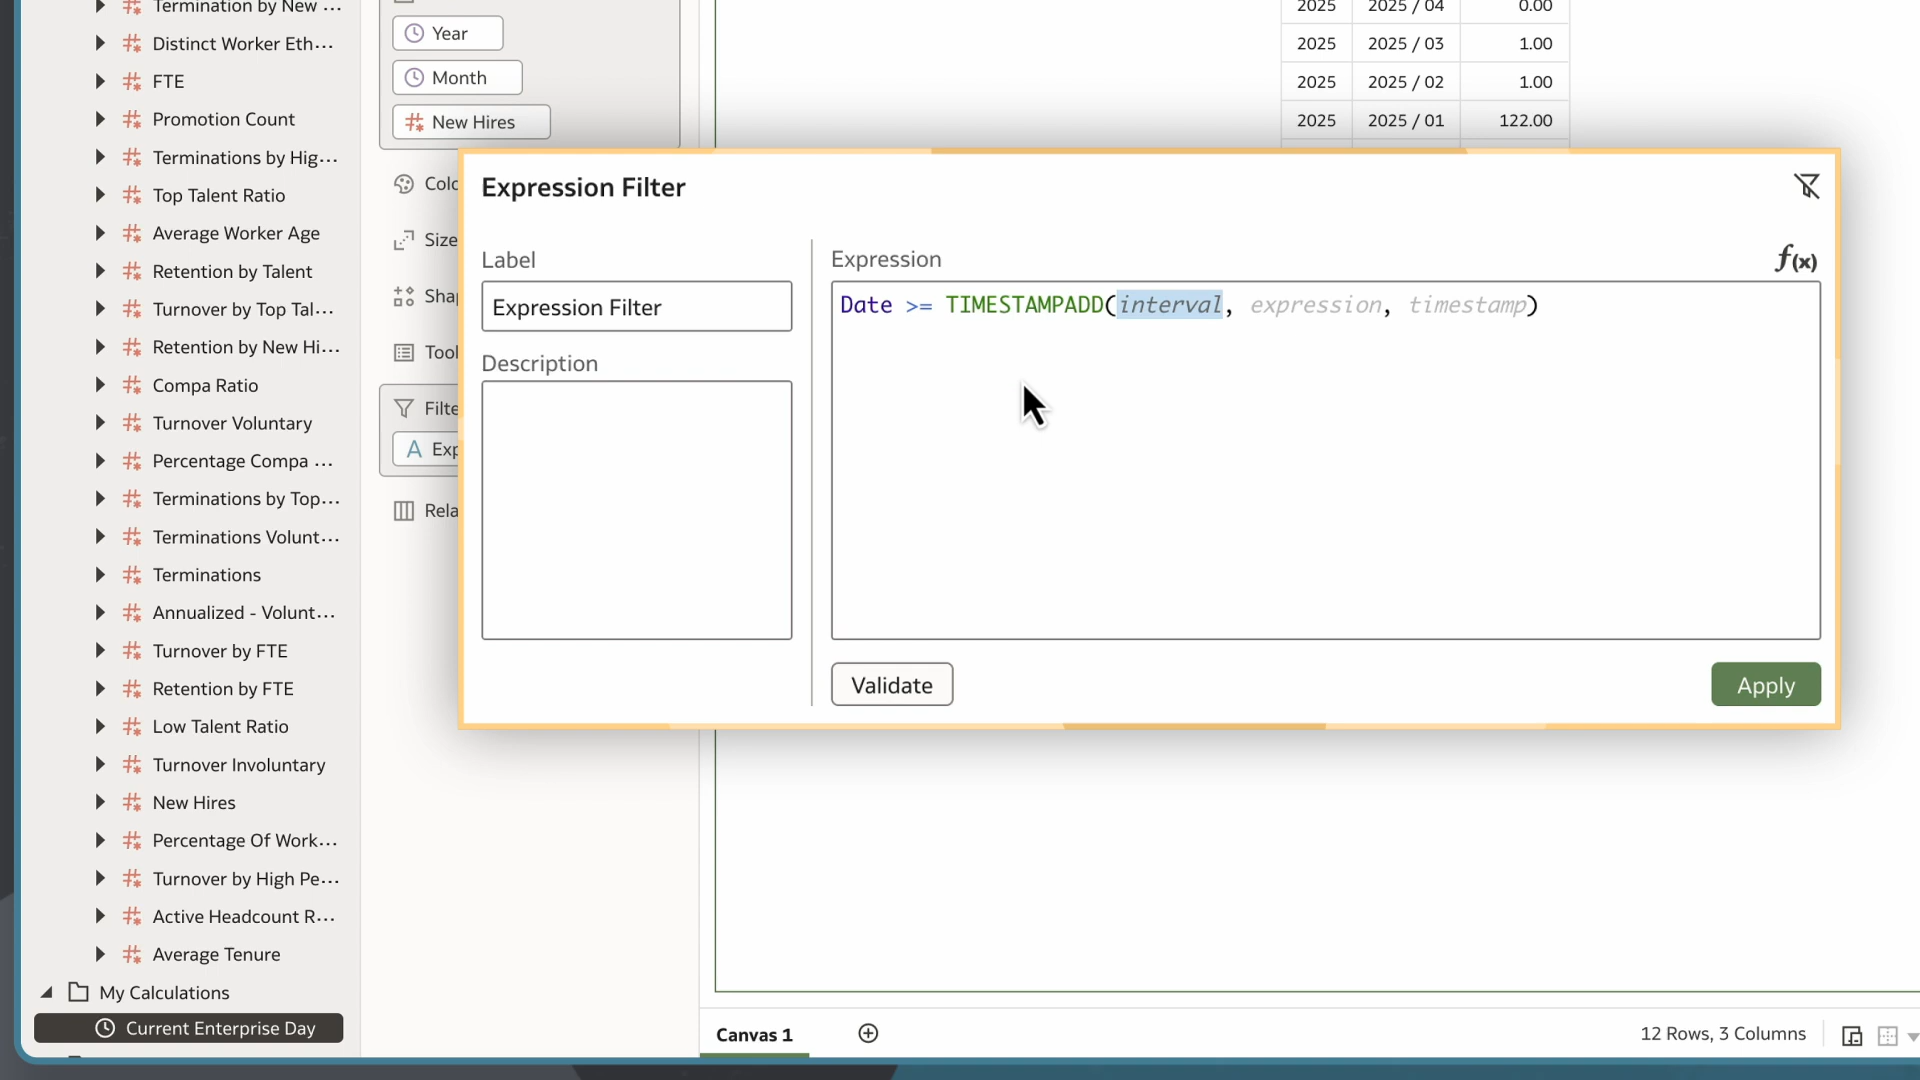 Termination by New ...
Distinct Worker Eth...
FTE
Promotion Count
Terminations by Hig...
Top Talent Ratio
Average Worker Age
Retention by Talent
Turnover by Top Tal...
Retention by New Hi...
Compa Ratio
Turnover Voluntary
Percentage Compa ...
Terminations by Top...
Terminations Volunt...
Terminations
Annualized - Volunt...
Turnover by FTE
Retention by FTE
Low Talent Ratio
Turnover Involuntary
New Hires
Percentage Of Work...
Turnover by High Pe...
Active Headcount R...
Average Tenure
My Calculations
Current Enterprise Day
Year
Month
New Hires
Colo
Size
Shap
Tool
Filte
A Exp
Rela
2025 2025 / 04 0.00
2025 2025 / 03 1.00
2025 2025 / 02 1.00
2025 2025 / 01 122.00
Expression Filter
Label
Expression Filter
Description
Expression
f(x)
Date >= TIMESTAMPADD(interval, expression, timestamp)
Validate
Apply
Canvas 1
12 Rows, 3 Columns